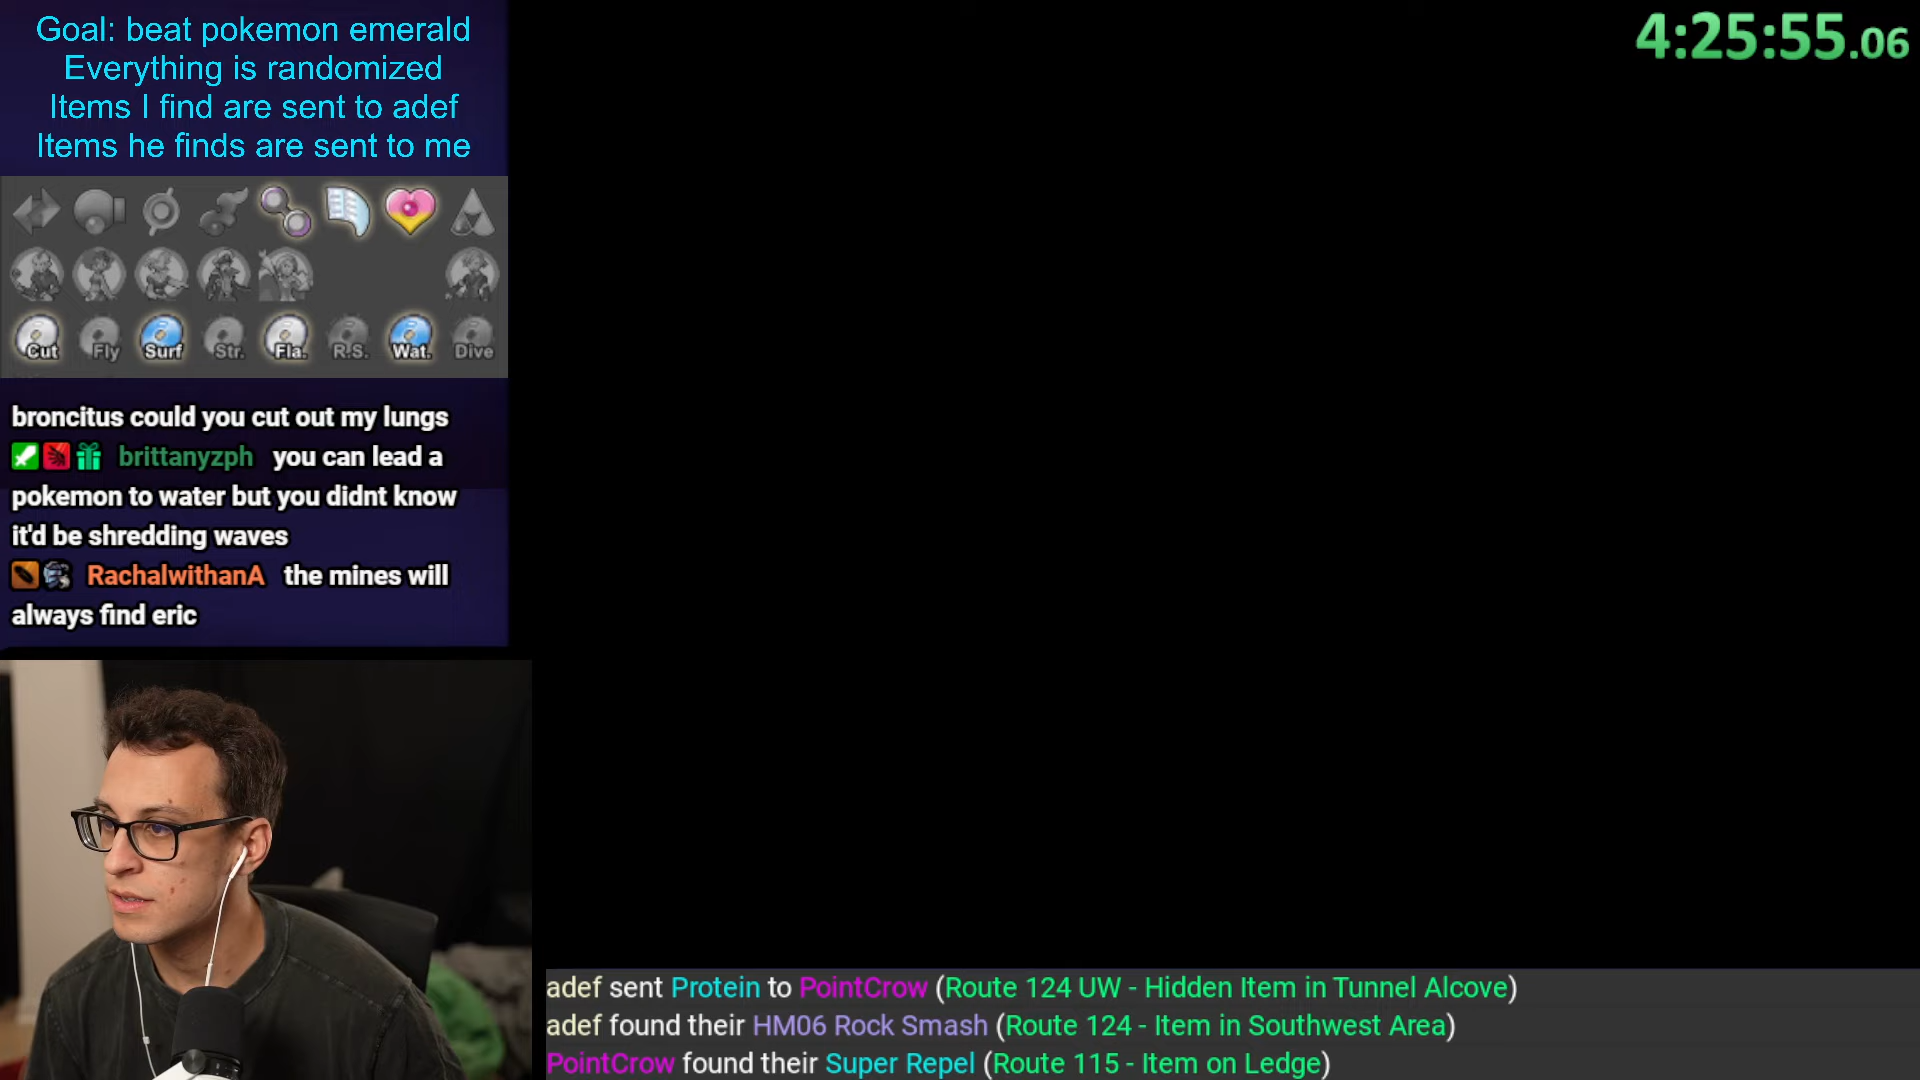 Goal: beat pokemon emerald
Everything is randomized
Items I find are sent to adef
Items he finds are sent to me
4:25:55.06
Cut Fly Surf Str. Fla. R.S. Wat. Dive
broncitus could you cut out my lungs
brittanyzph you can lead a
pokemon to water but you didnt know
it'd be shredding waves
RachalwithanA the mines will
always find eric
adef sent Protein to PointCrow (Route 124 UW - Hidden Item in Tunnel Alcove)
adef found their HM06 Rock Smash (Route 124 - Item in Southwest Area)
PointCrow found their Super Repel (Route 115 - Item on Ledge)